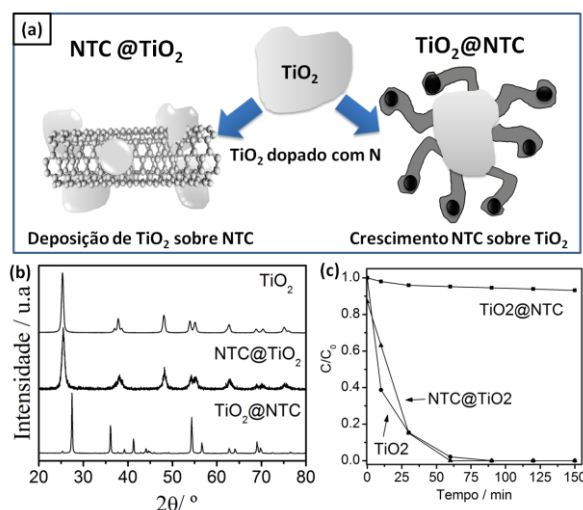 (a)
NTC @TiO₂
TiO₂
TiO₂@NTC
TiO₂ dopado com N
Deposição de TiO₂ sobre NTC
Crescimento NTC sobre TiO₂
(b)
Intensidade / u.a
TiO₂
NTC@TiO₂
TiO₂@NTC
20 30 40 50 60 70 80
2θ/ º
(c)
C/C₀
1.0
0.8
0.6
0.4
0.2
0.0
TiO2@NTC
NTC@TiO2
TiO2
0 25 50 75 100 125 150
Tempo / min